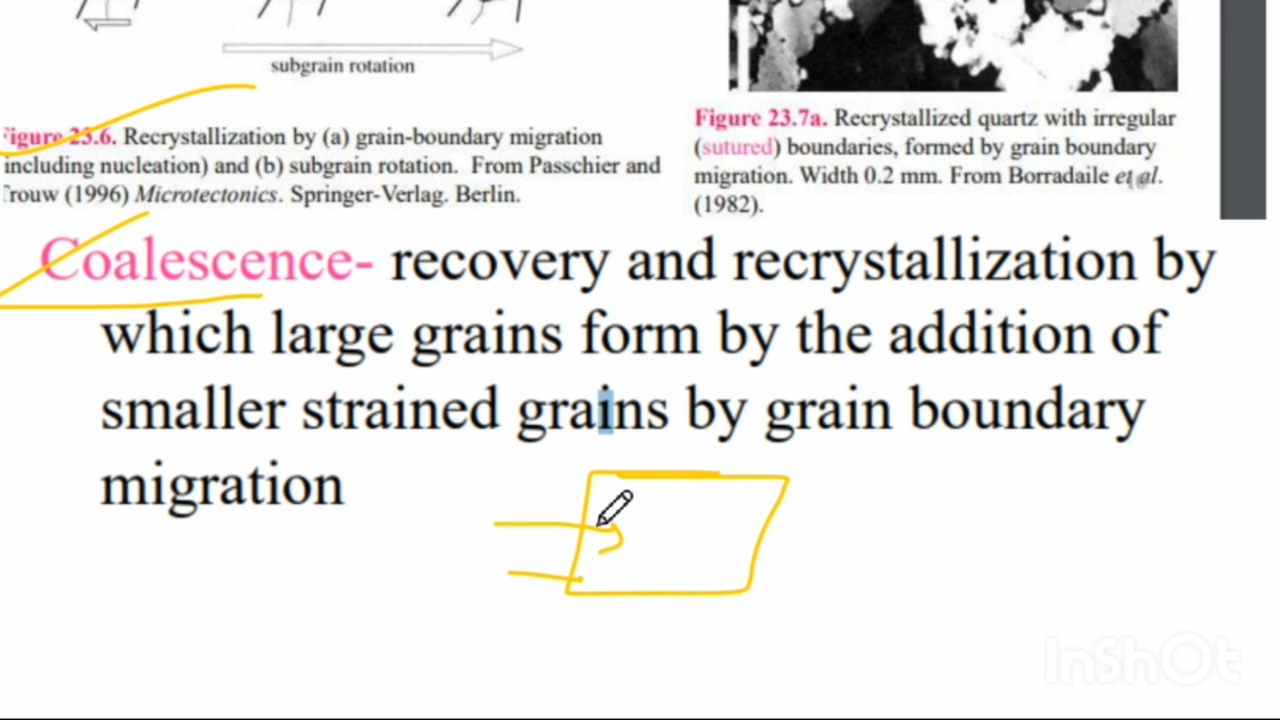 subgrain rotation
igure 23.6. Recrystallization by (a) grain-boundary migration
including nucleation) and (b) subgrain rotation. From Passchier and
rouw (1996) Microtectonics. Springer-Verlag. Berlin.
Figure 23.7a. Recrystallized quartz with irregular
(sutured) boundaries, formed by grain boundary
migration. Width 0.2 mm. From Borradaile et al.
(1982).
Coalescence- recovery and recrystallization by
which large grains form by the addition of
smaller strained grains by grain boundary
migration
InShOt